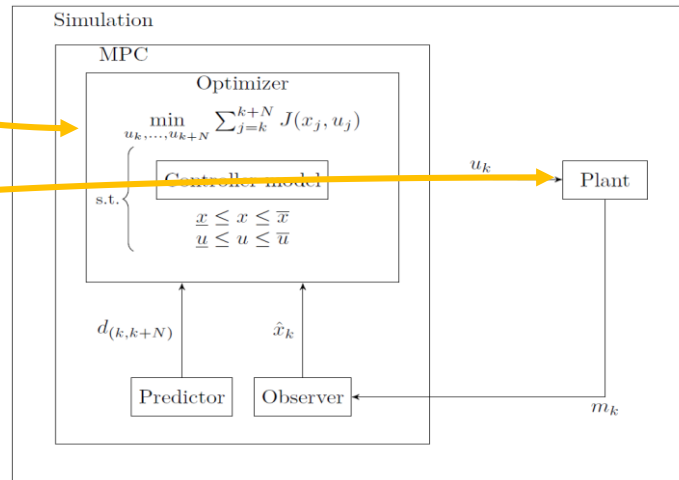 Simulation
MPC
Optimizer
min ∑_{j=k}^{k+N} J(x_j, u_j)
u_k,...,u_{k+N}
u_k
Controller model
Plant
s.t.
x̲ ≤ x ≤ x̅
u̲ ≤ u ≤ u̅
d_{(k,k+N)}
x̂_k
Predictor
Observer
m_k